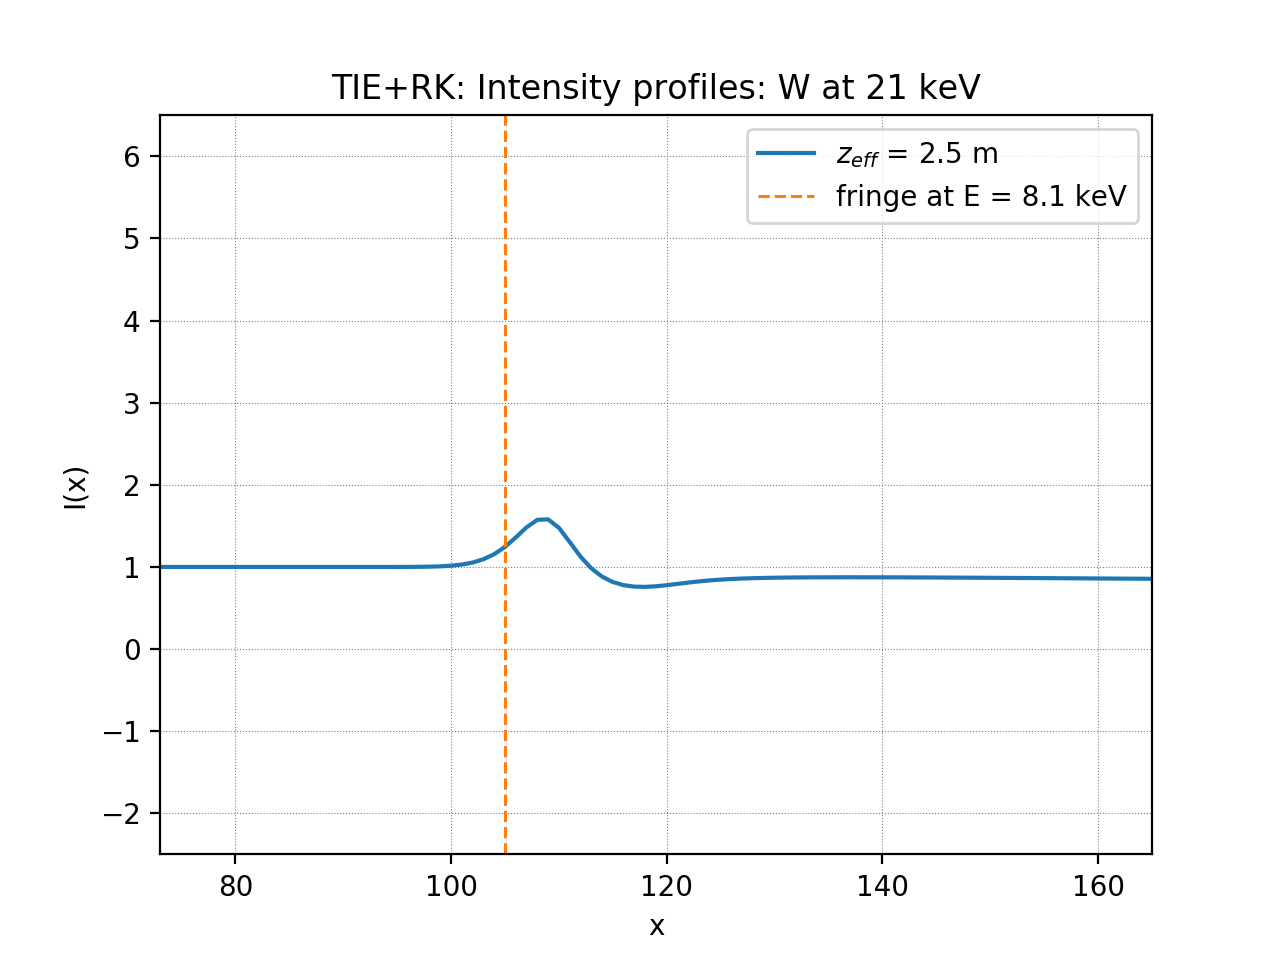 TIE+RK: Intensity profiles: W at 21 keV
z_eff = 2.5 m
fringe at E = 8.1 keV
6
5
4
3
2
1
0
−1
−2
I(x)
80 100 120 140 160
x